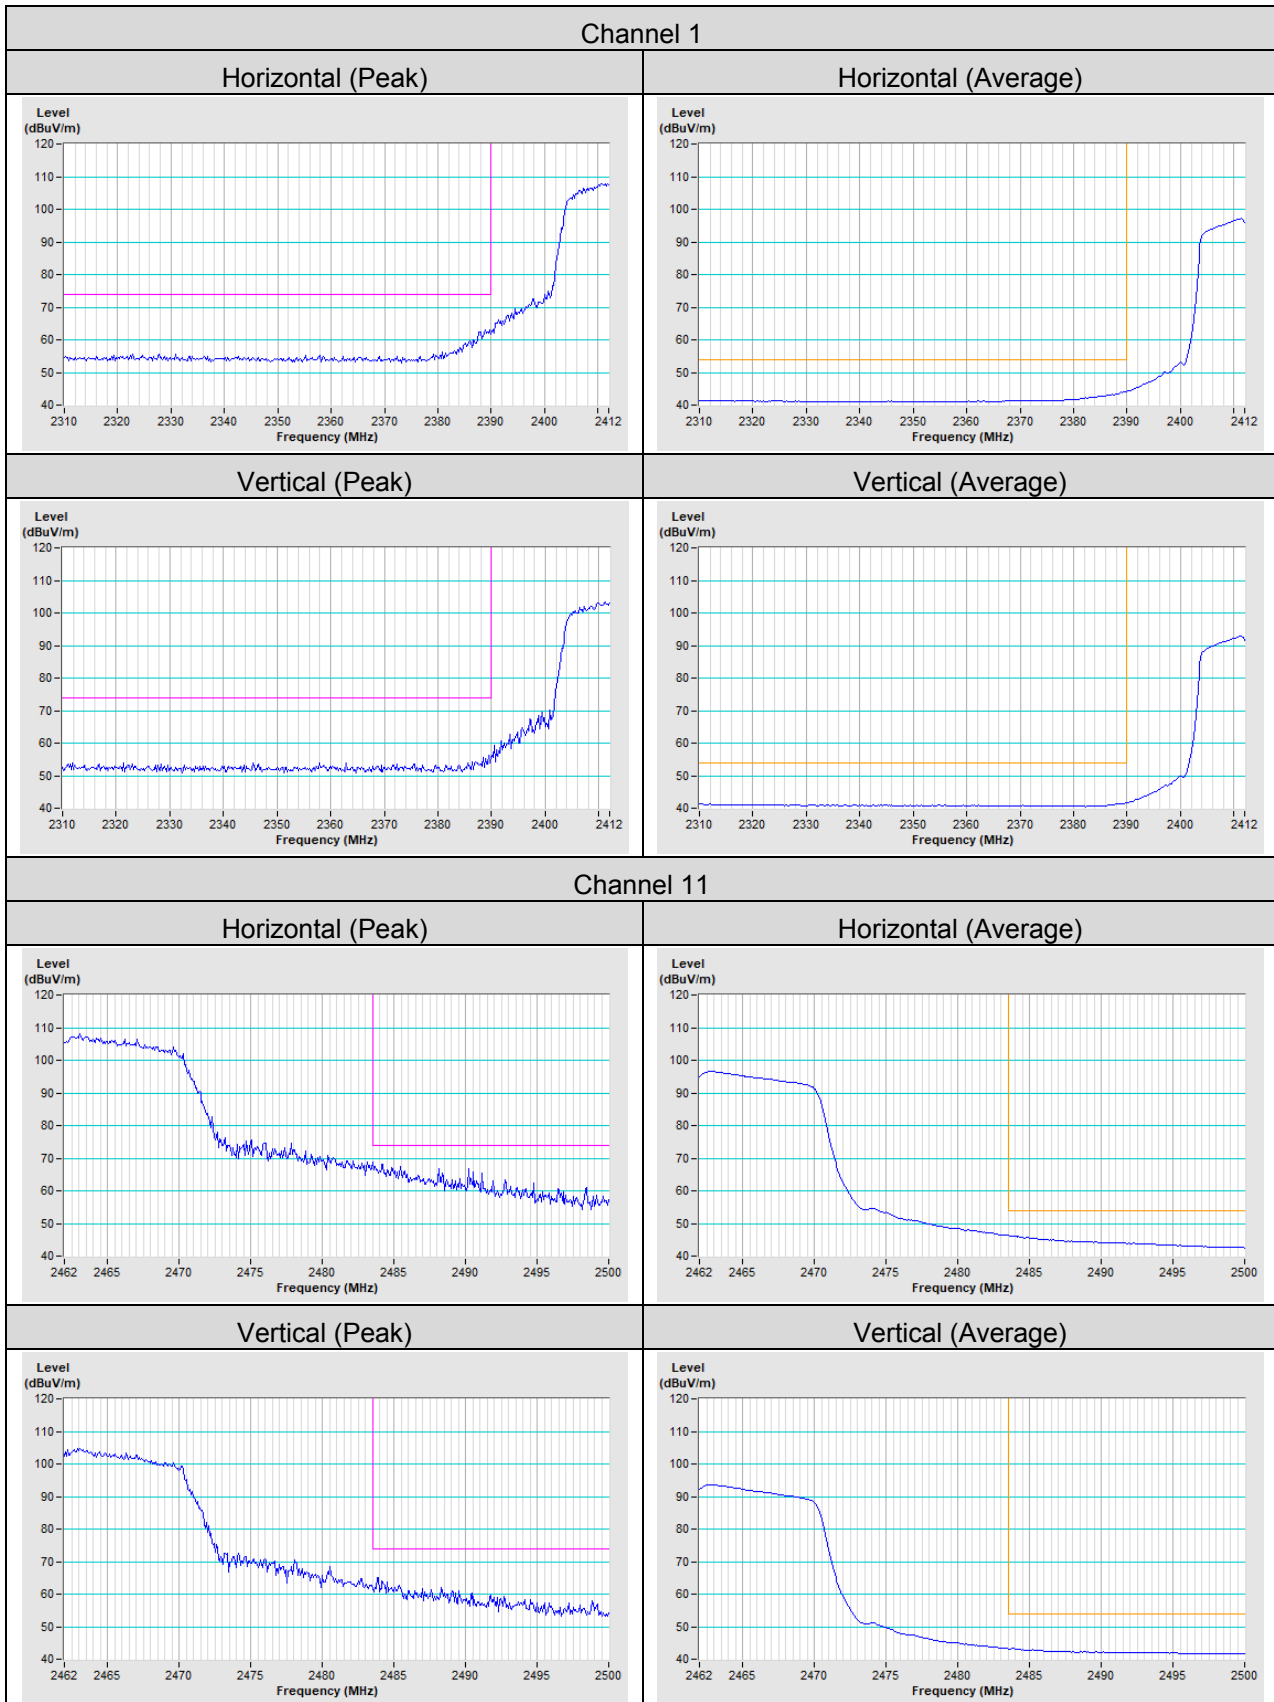 Channel 1
Horizontal (Peak)
Horizontal (Average)
Level
(dBuV/m)
120
110
100
90
80
70
60
50
40
2310 2320 2330 2340 2350 2360 2370 2380 2390 2400 2412
Frequency (MHz)
Level
(dBuV/m)
120
110
100
90
80
70
60
50
40
2310 2320 2330 2340 2350 2360 2370 2380 2390 2400 2412
Frequency (MHz)
Vertical (Peak)
Vertical (Average)
Level
(dBuV/m)
120
110
100
90
80
70
60
50
40
2310 2320 2330 2340 2350 2360 2370 2380 2390 2400 2412
Frequency (MHz)
Level
(dBuV/m)
120
110
100
90
80
70
60
50
40
2310 2320 2330 2340 2350 2360 2370 2380 2390 2400 2412
Frequency (MHz)
Channel 11
Horizontal (Peak)
Horizontal (Average)
Level
(dBuV/m)
120
110
100
90
80
70
60
50
40
2462 2465 2470 2475 2480 2485 2490 2495 2500
Frequency (MHz)
Level
(dBuV/m)
120
110
100
90
80
70
60
50
40
2462 2465 2470 2475 2480 2485 2490 2495 2500
Frequency (MHz)
Vertical (Peak)
Vertical (Average)
Level
(dBuV/m)
120
110
100
90
80
70
60
50
40
2462 2465 2470 2475 2480 2485 2490 2495 2500
Frequency (MHz)
Level
(dBuV/m)
120
110
100
90
80
70
60
50
40
2462 2465 2470 2475 2480 2485 2490 2495 2500
Frequency (MHz)